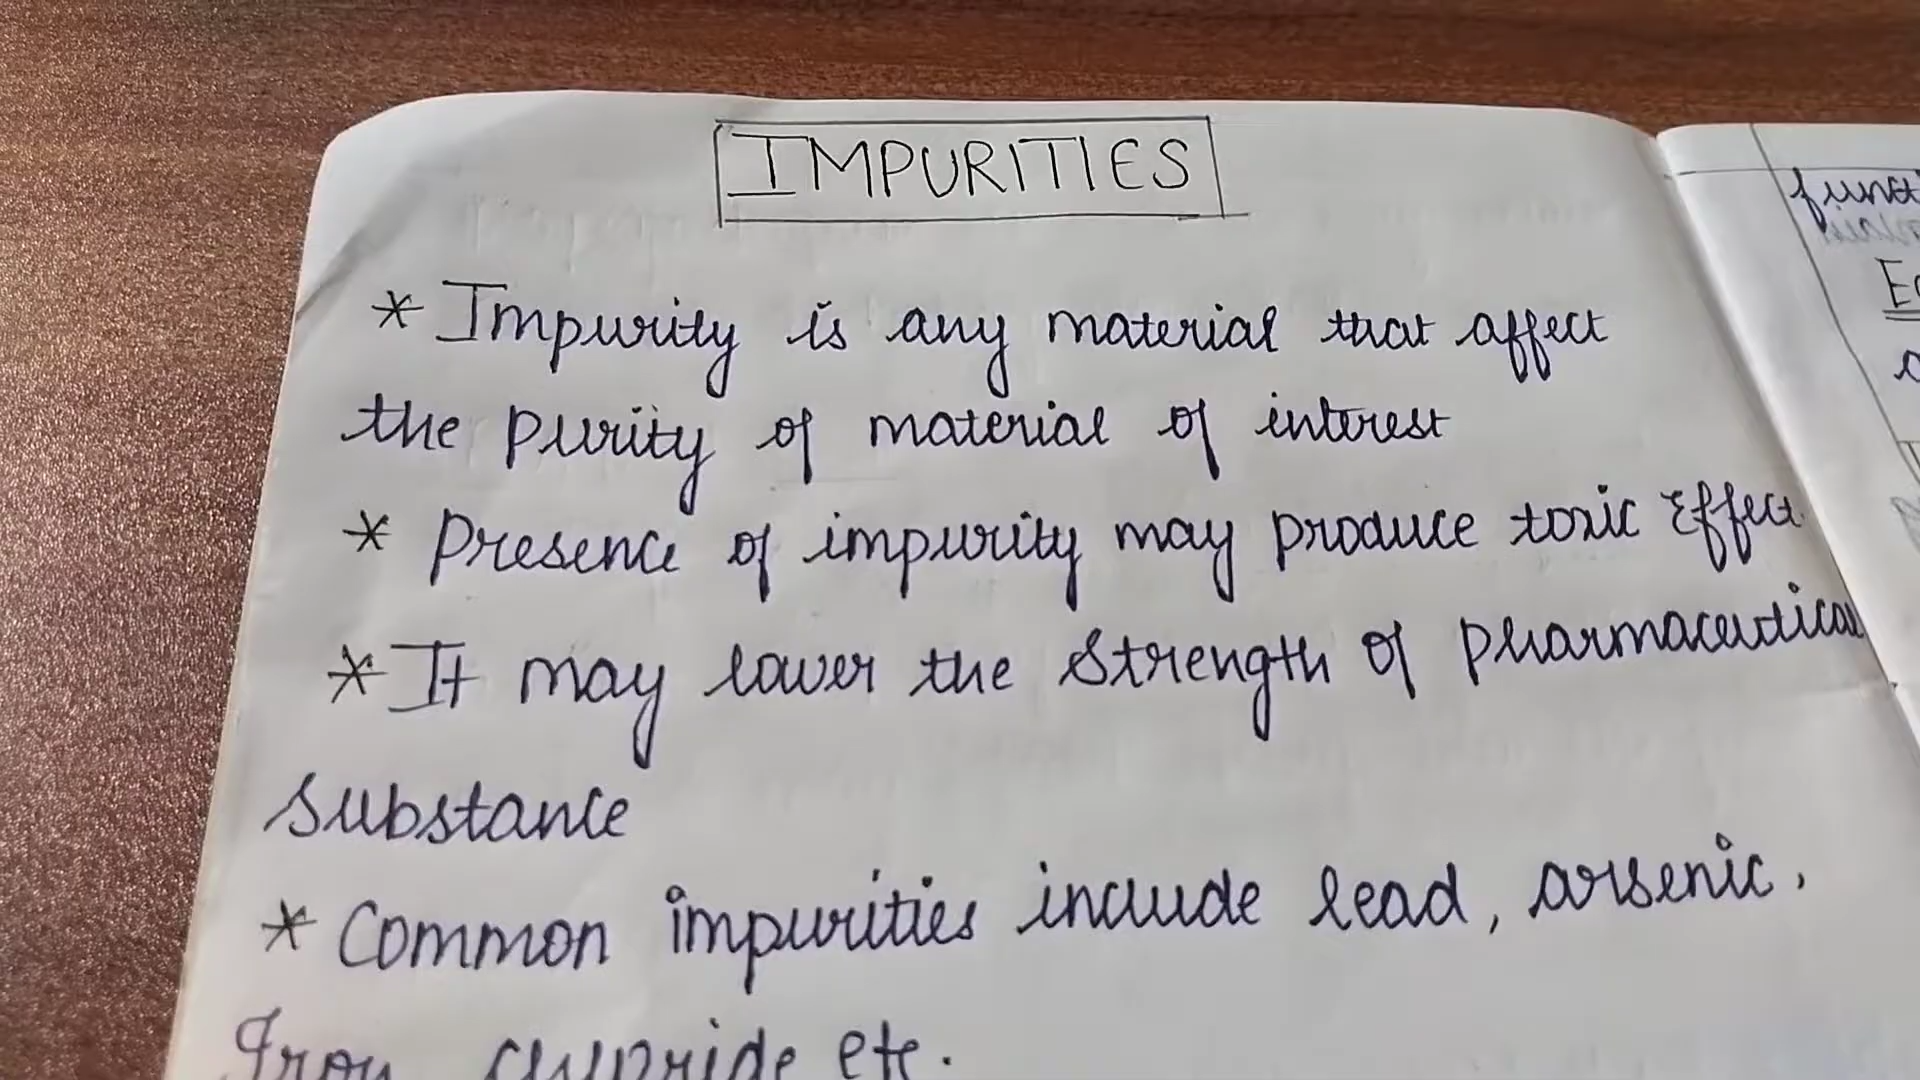 IMPURITIES
* Impurity is any material that affect
the purity of material of interest
* Presence of impurity may produce toxic Effect
* It may lower the strength of pharmaceutical
substance
* Common impurities include lead, arsenic,
Iron etc.
funct